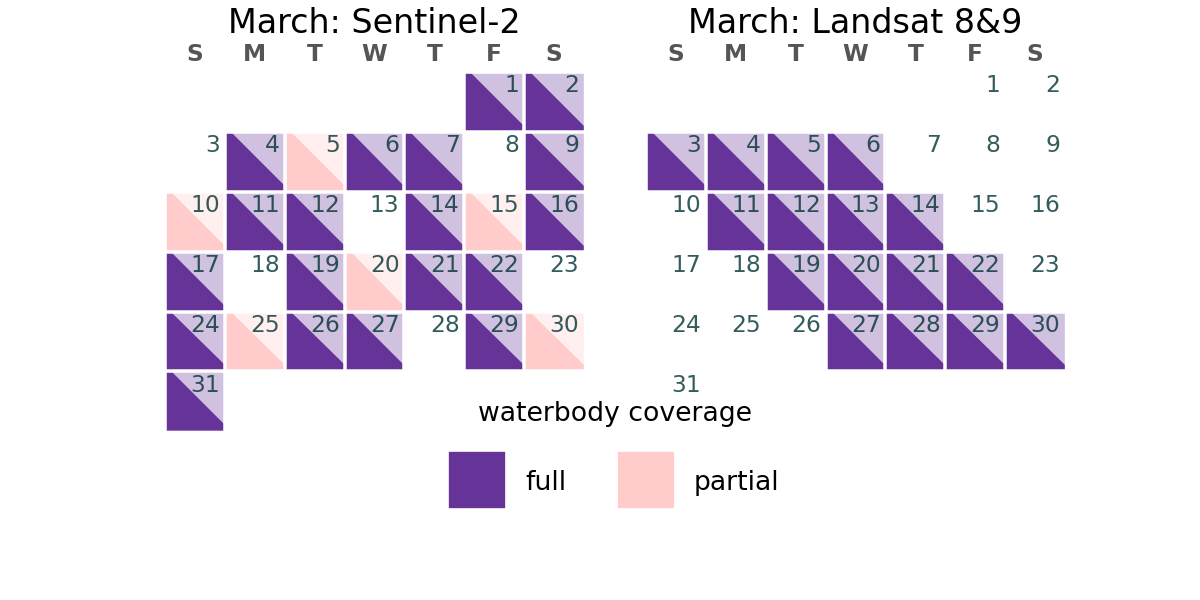 March: Sentinel-2
S M T W T F S
1 2
3 4 5 6 7 8 9
10 11 12 13 14 15 16
17 18 19 20 21 22 23
24 25 26 27 28 29 30
31
March: Landsat 8&9
S M T W T F S
1 2
3 4 5 6 7 8 9
10 11 12 13 14 15 16
17 18 19 20 21 22 23
24 25 26 27 28 29 30
31
waterbody coverage
full partial